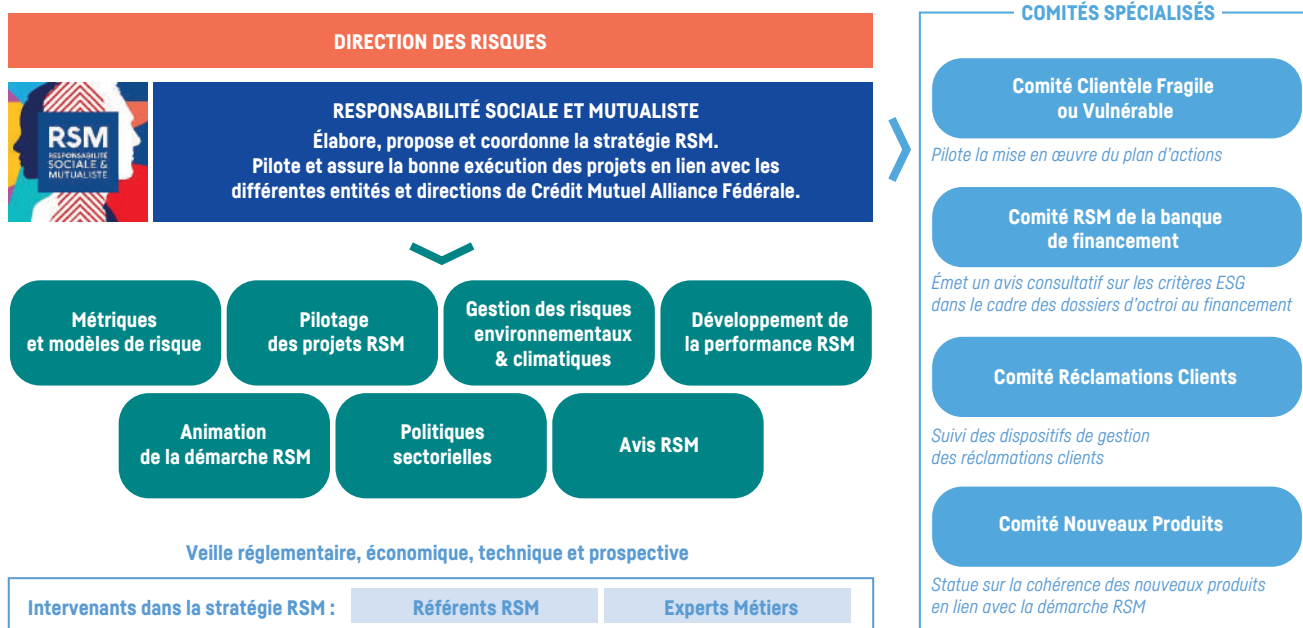 DIRECTION DES RISQUES
RSM
RESPONSABILITÉ
SOCIALE &
MUTUALISTE
RESPONSABILITÉ SOCIALE ET MUTUALISTE
Élabore, propose et coordonne la stratégie RSM.
Pilote et assure la bonne exécution des projets en lien avec les
différentes entités et directions de Crédit Mutuel Alliance Fédérale.
Métriques
et modèles de risque
Pilotage
des projets RSM
Gestion des risques
environnementaux
& climatiques
Développement de
la performance RSM
Animation
de la démarche RSM
Politiques
sectorielles
Avis RSM
Veille réglementaire, économique, technique et prospective
Intervenants dans la stratégie RSM :
Référents RSM
Experts Métiers
COMITÉS SPÉCIALISÉS
Comité Clientèle Fragile
ou Vulnérable
Pilote la mise en œuvre du plan d'actions
Comité RSM de la banque
de financement
Émet un avis consultatif sur les critères ESG
dans le cadre des dossiers d'octroi au financement
Comité Réclamations Clients
Suivi des dispositifs de gestion
des réclamations clients
Comité Nouveaux Produits
Statue sur la cohérence des nouveaux produits
en lien avec la démarche RSM